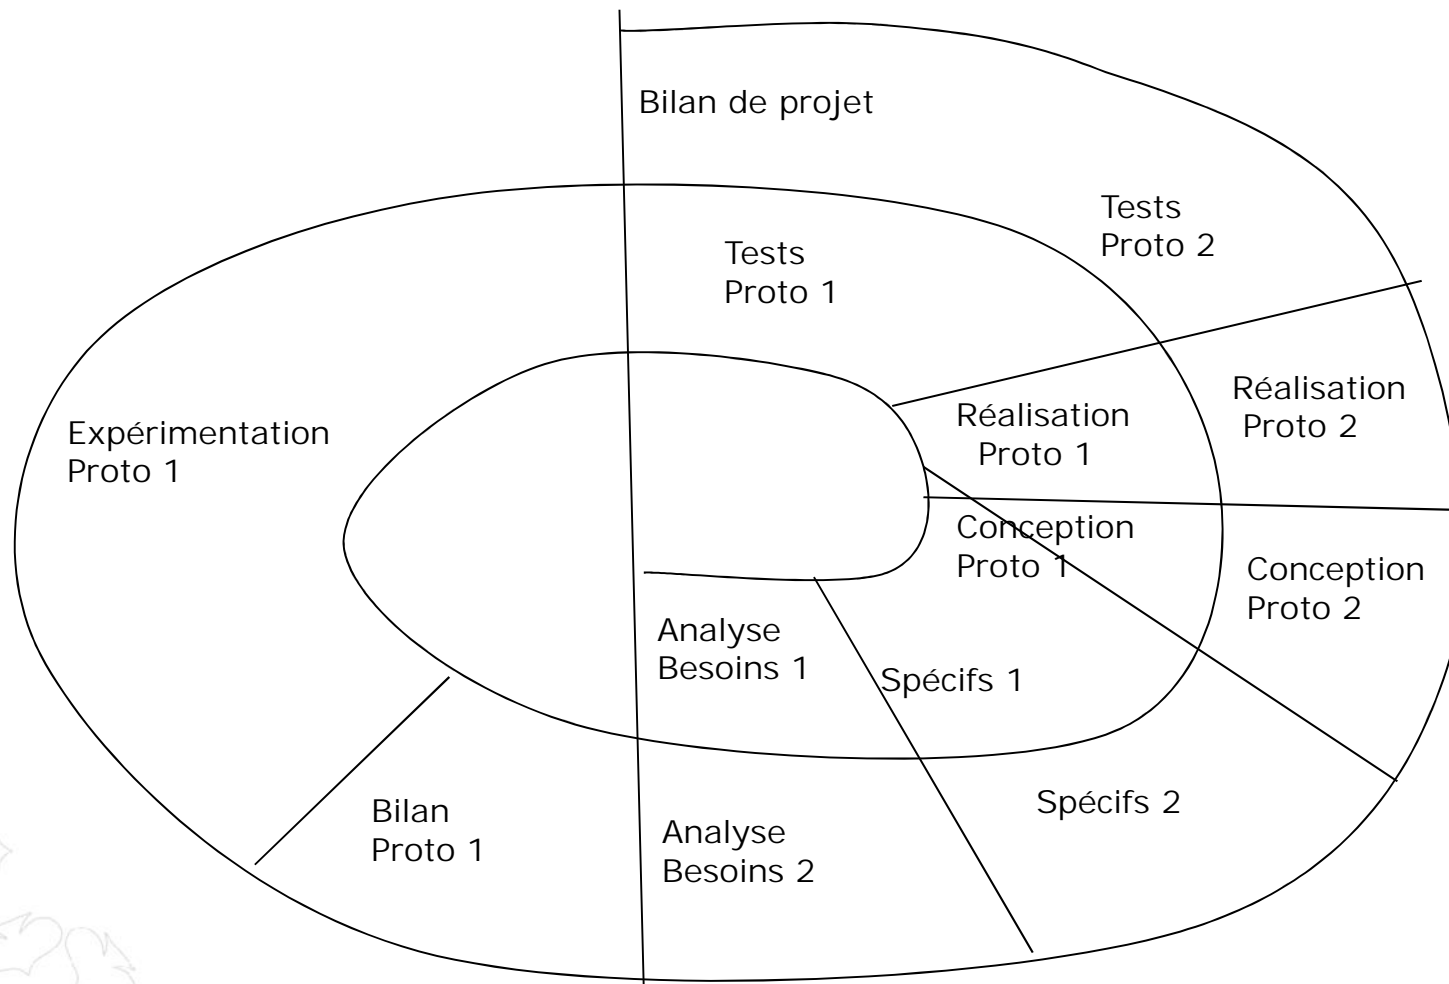 Bilan de projet
Tests
Proto 2
Tests
Proto 1
Réalisation
Proto 2
Réalisation
Proto 1
Expérimentation
Proto 1
Conception
Proto 1
Conception
Proto 2
Analyse
Besoins 1
Spécifs 1
Spécifs 2
Bilan
Proto 1
Analyse
Besoins 2